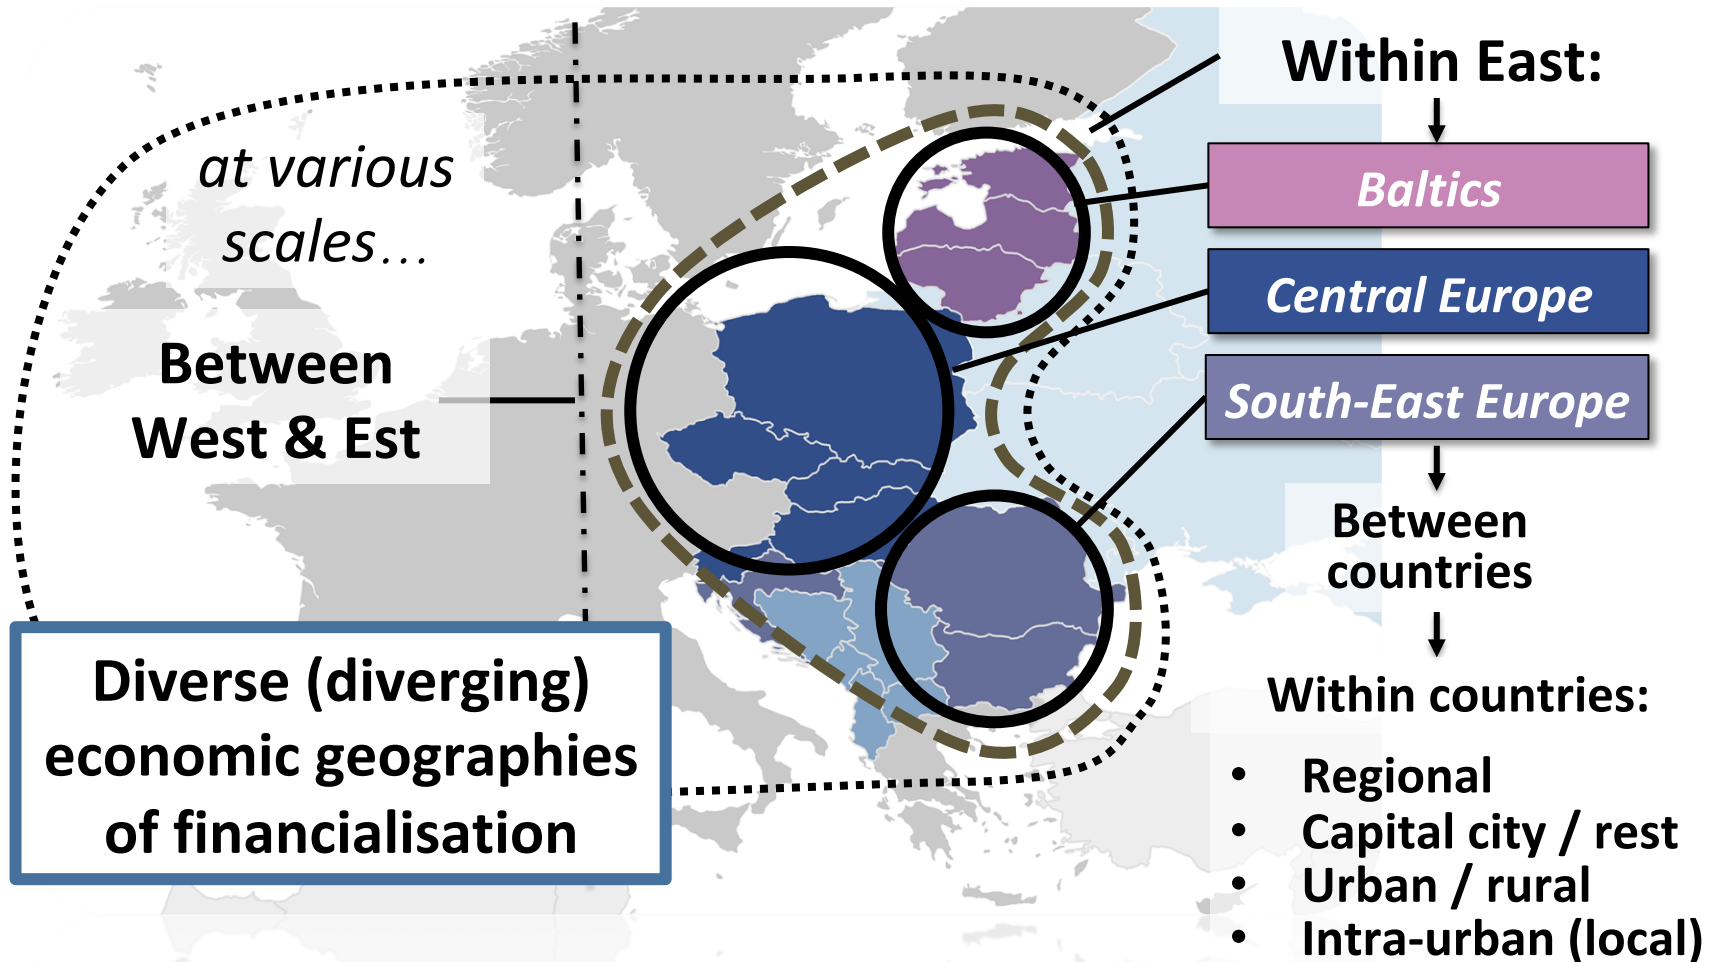 at various
scales…
Between
West & Est
Diverse (diverging)
economic geographies
of financialisation
Within East:
Baltics
Central Europe
South-East Europe
Between
countries
Within countries:
• Regional
• Capital city / rest
• Urban / rural
• Intra-urban (local)